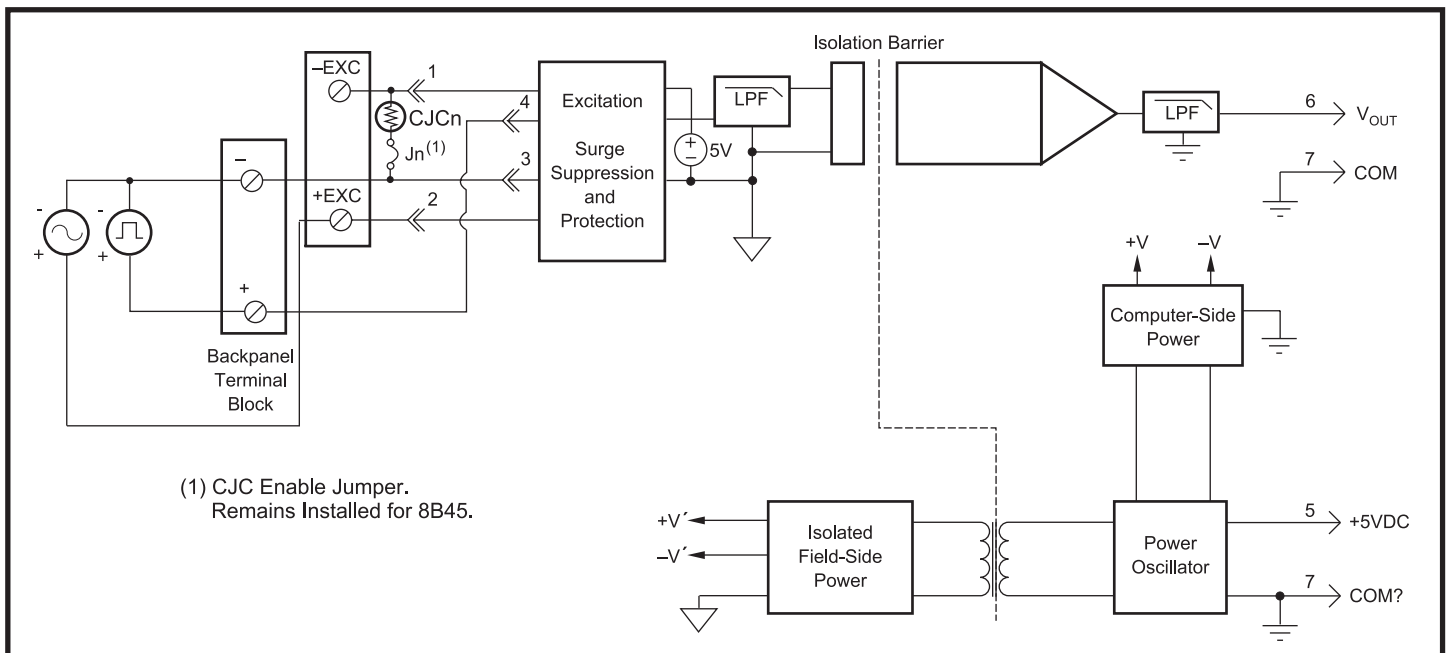 Isolation Barrier
–EXC
1
4
CJCn
Jn(1)
3
+EXC
2
–
+
-
+
-
+
Backpanel
Terminal
Block
Excitation
Surge
Suppression
and
Protection
+
–
5V
LPF
LPF
6
VOUT
7
COM
+V
–V
Computer-Side
Power
(1) CJC Enable Jumper.
Remains Installed for 8B45.
+V´
–V´
Isolated
Field-Side
Power
Power
Oscillator
5
+5VDC
7
COM?